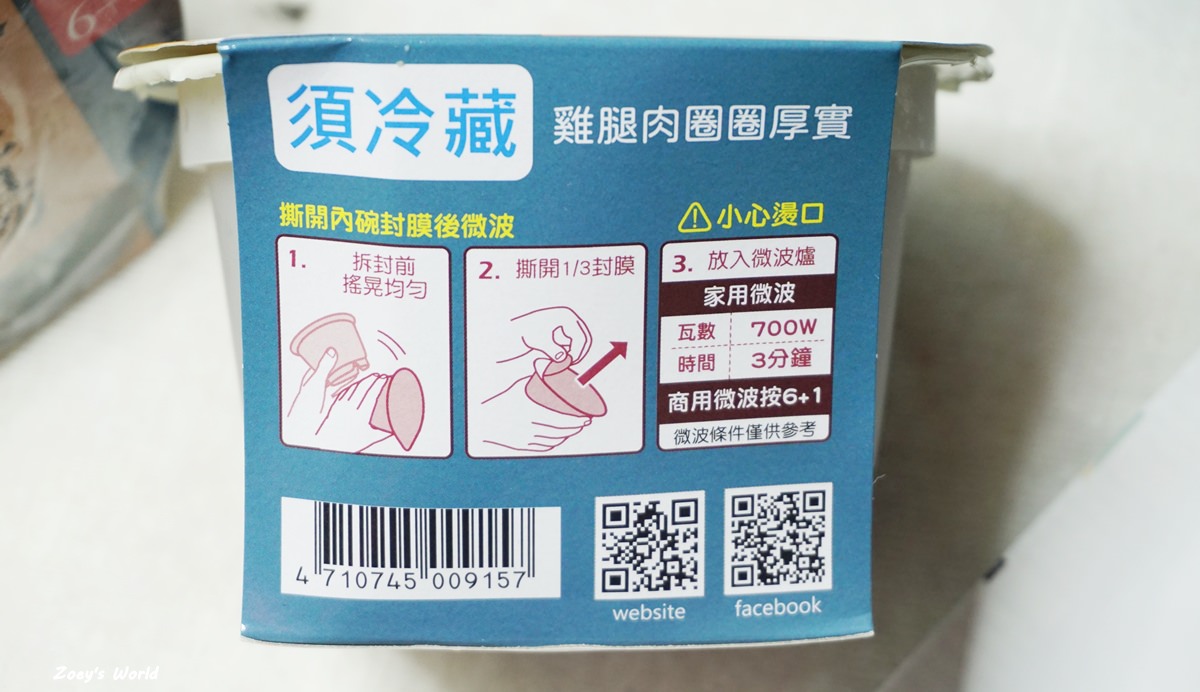 須冷藏
雞腿肉圈圈厚實
撕開內碗封膜後微波
小心燙口
1. 拆封前
搖晃均勻
2. 撕開1/3封膜
3. 放入微波爐
家用微波
瓦數 700W
時間 3分鐘
商用微波按6+1
微波條件僅供參考
4 710745 009157
website
facebook
Zoey's World